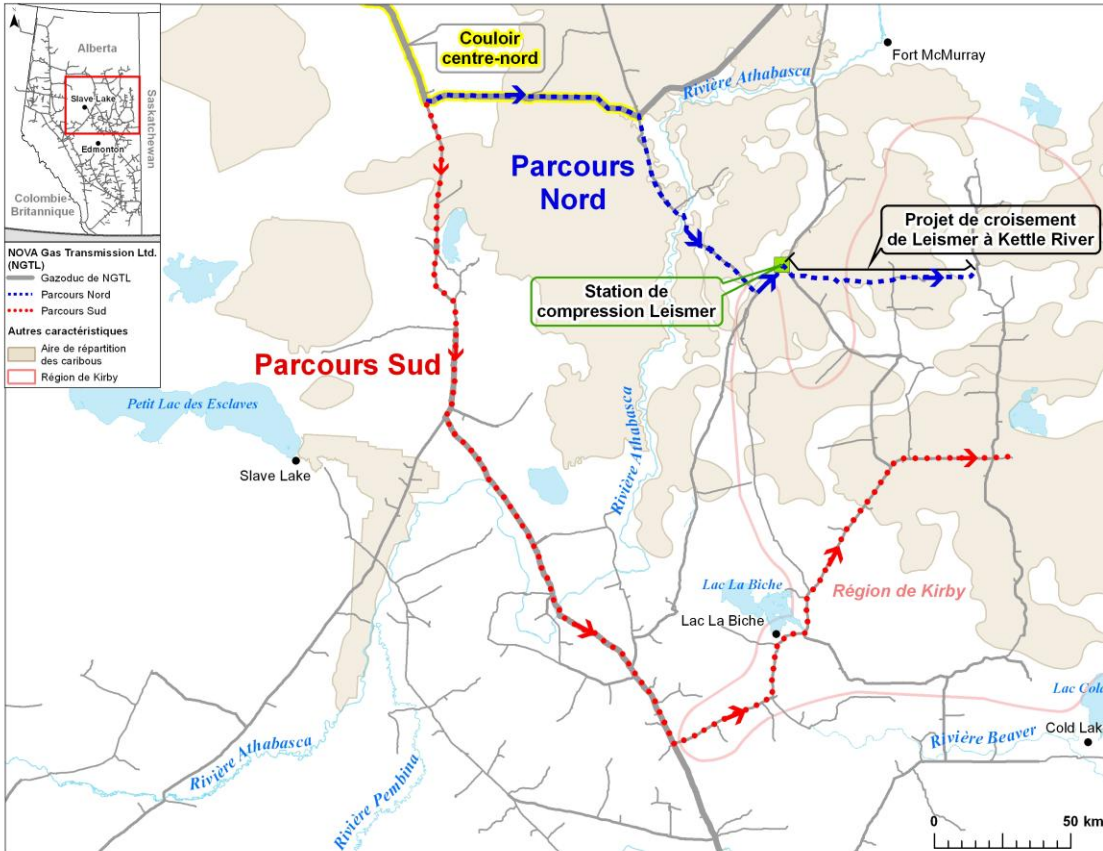 Alberta
Slave Lake
Edmonton
Saskatchewan
Colombie-
Britannique
NOVA Gas Transmission Ltd.
(NGTL)
Gazoduc de NGTL
Parcours Nord
Parcours Sud
Autres caractéristiques
Aire de répartition
des caribous
Région de Kirby
Couloir
centre-nord
Fort McMurray
Rivière Athabasca
Parcours
Nord
Projet de croisement
de Leismer à Kettle River
Station de
compression Leismer
Parcours Sud
Petit Lac des Esclaves
Slave Lake
Rivière Athabasca
Lac La Biche
Région de Kirby
Lac La Biche
Lac Cold
Cold Lak
Rivière Beaver
Rivière Athabasca
Rivière Pembina
0 50 km